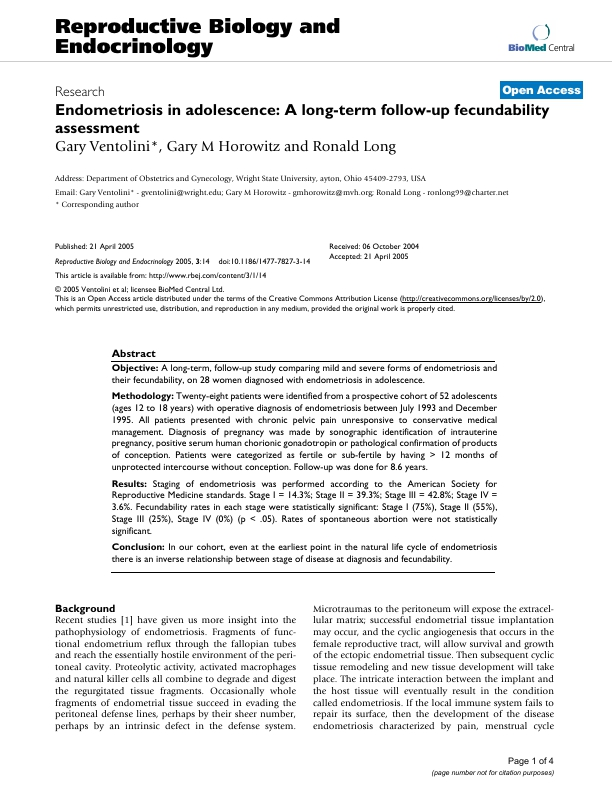 Reproductive Biology and
Endocrinology
BioMed Central
Research
Open Access
Endometriosis in adolescence: A long-term follow-up fecundability
assessment
Gary Ventolini*, Gary M Horowitz and Ronald Long
Address: Department of Obstetrics and Gynecology, Wright State University, ayton, Ohio 45409-2793, USA
Email: Gary Ventolini* - gventolini@wright.edu; Gary M Horowitz - gmhorowitz@mvh.org; Ronald Long - ronlong99@charter.net
* Corresponding author
Published: 21 April 2005
Reproductive Biology and Endocrinology 2005, 3:14 doi:10.1186/1477-7827-3-14
Received: 06 October 2004
Accepted: 21 April 2005
This article is available from: http://www.rbej.com/content/3/1/14
© 2005 Ventolini et al; licensee BioMed Central Ltd.
This is an Open Access article distributed under the terms of the Creative Commons Attribution License (http://creativecommons.org/licenses/by/2.0),
which permits unrestricted use, distribution, and reproduction in any medium, provided the original work is properly cited.
Abstract
Objective: A long-term, follow-up study comparing mild and severe forms of endometriosis and
their fecundability, on 28 women diagnosed with endometriosis in adolescence.
Methodology: Twenty-eight patients were identified from a prospective cohort of 52 adolescents
(ages 12 to 18 years) with operative diagnosis of endometriosis between July 1993 and December
1995. All patients presented with chronic pelvic pain unresponsive to conservative medical
management. Diagnosis of pregnancy was made by sonographic identification of intrauterine
pregnancy, positive serum human chorionic gonadotropin or pathological confirmation of products
of conception. Patients were categorized as fertile or sub-fertile by having > 12 months of
unprotected intercourse without conception. Follow-up was done for 8.6 years.
Results: Staging of endometriosis was performed according to the American Society for
Reproductive Medicine standards. Stage I = 14.3%; Stage II = 39.3%; Stage III = 42.8%; Stage IV =
3.6%. Fecundability rates in each stage were statistically significant: Stage I (75%), Stage II (55%),
Stage III (25%), Stage IV (0%) (p < .05). Rates of spontaneous abortion were not statistically
significant.
Conclusion: In our cohort, even at the earliest point in the natural life cycle of endometriosis
there is an inverse relationship between stage of disease at diagnosis and fecundability.
Background
Recent studies [1] have given us more insight into the
pathophysiology of endometriosis. Fragments of func-
tional endometrium reflux through the fallopian tubes
and reach the essentially hostile environment of the peri-
toneal cavity. Proteolytic activity, activated macrophages
and natural killer cells all combine to degrade and digest
the regurgitated tissue fragments. Occasionally whole
fragments of endometrial tissue succeed in evading the
peritoneal defense lines, perhaps by their sheer number,
perhaps by an intrinsic defect in the defense system.
Microtraumas to the peritoneum will expose the extracel-
lular matrix; successful endometrial tissue implantation
may occur, and the cyclic angiogenesis that occurs in the
female reproductive tract, will allow survival and growth
of the ectopic endometrial tissue. Then subsequent cyclic
tissue remodeling and new tissue development will take
place. The intricate interaction between the implant and
the host tissue will eventually result in the condition
called endometriosis. If the local immune system fails to
repair its surface, then the development of the disease
endometriosis characterized by pain, menstrual cycle
Page 1 of 4
(page number not for citation purposes)